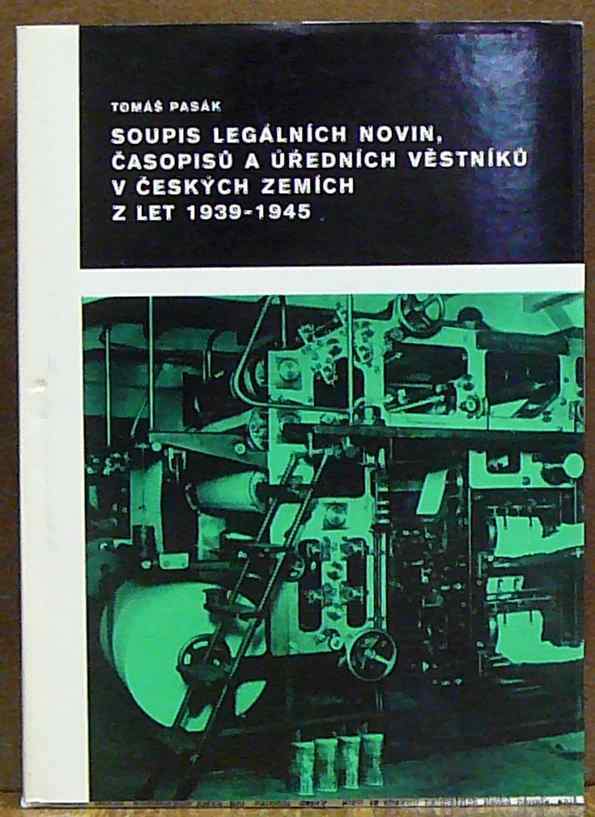 TOMÁŠ PASÁK
SOUPIS LEGÁLNÍCH NOVIN,
ČASOPISŮ A ÚŘEDNÍCH VĚSTNÍKŮ
V ČESKÝCH ZEMÍCH
Z LET 1939-1945